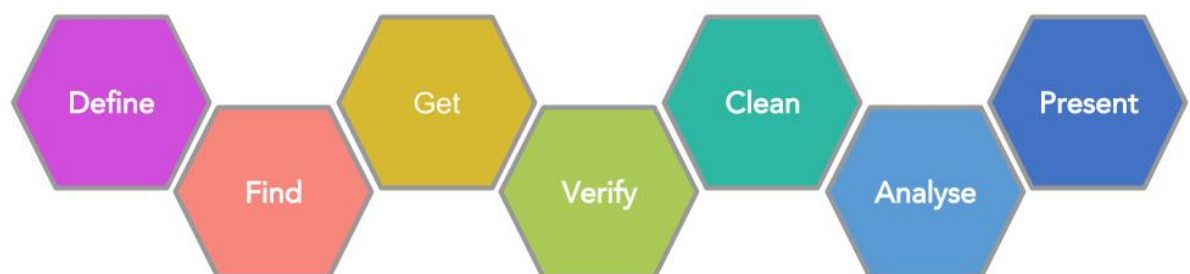 Define
Find
Get
Verify
Clean
Analyse
Present